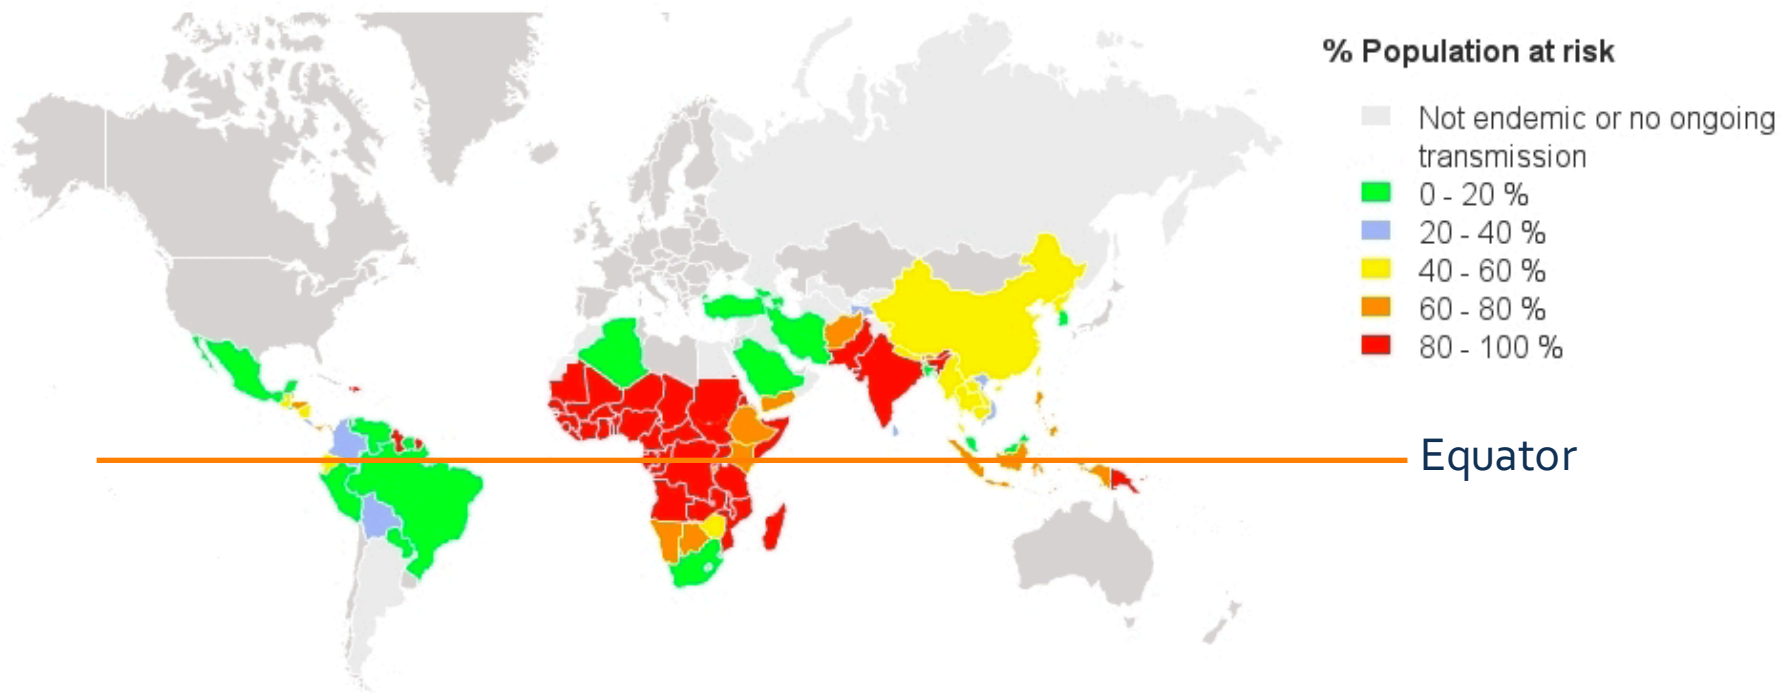 % Population at risk
Not endemic or no ongoing
transmission
0 - 20 %
20 - 40 %
40 - 60 %
60 - 80 %
80 - 100 %
Equator